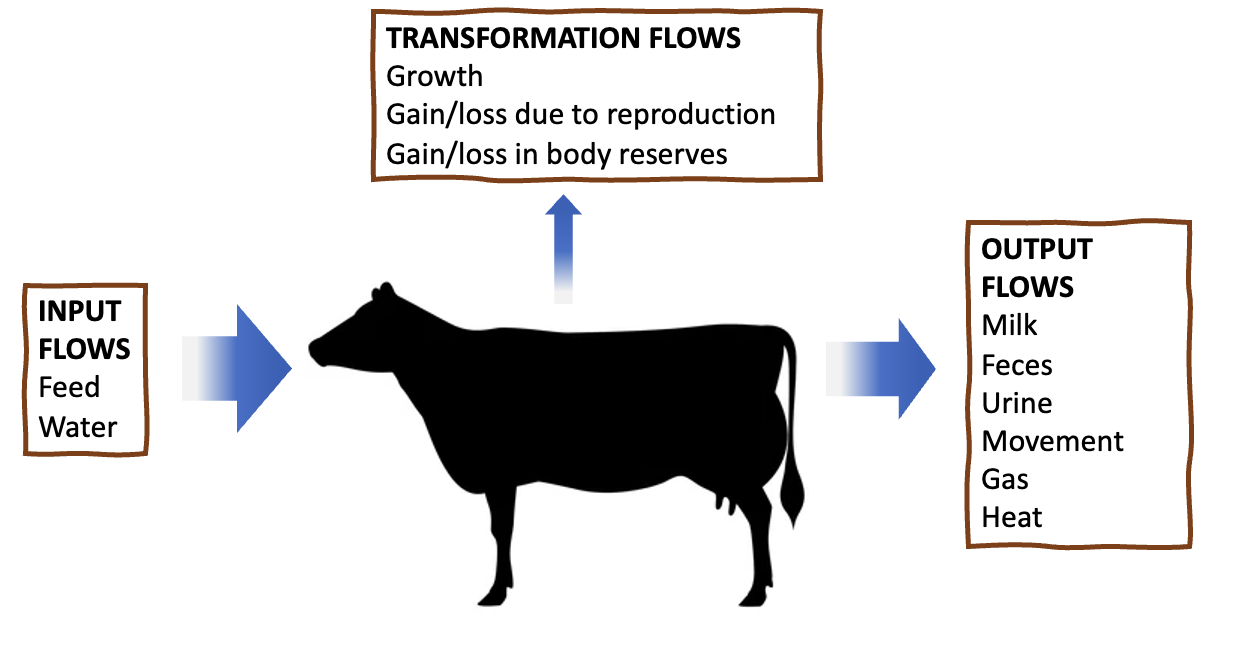 TRANSFORMATION FLOWS
Growth
Gain/loss due to reproduction
Gain/loss in body reserves
INPUT
FLOWS
Feed
Water
OUTPUT
FLOWS
Milk
Feces
Urine
Movement
Gas
Heat